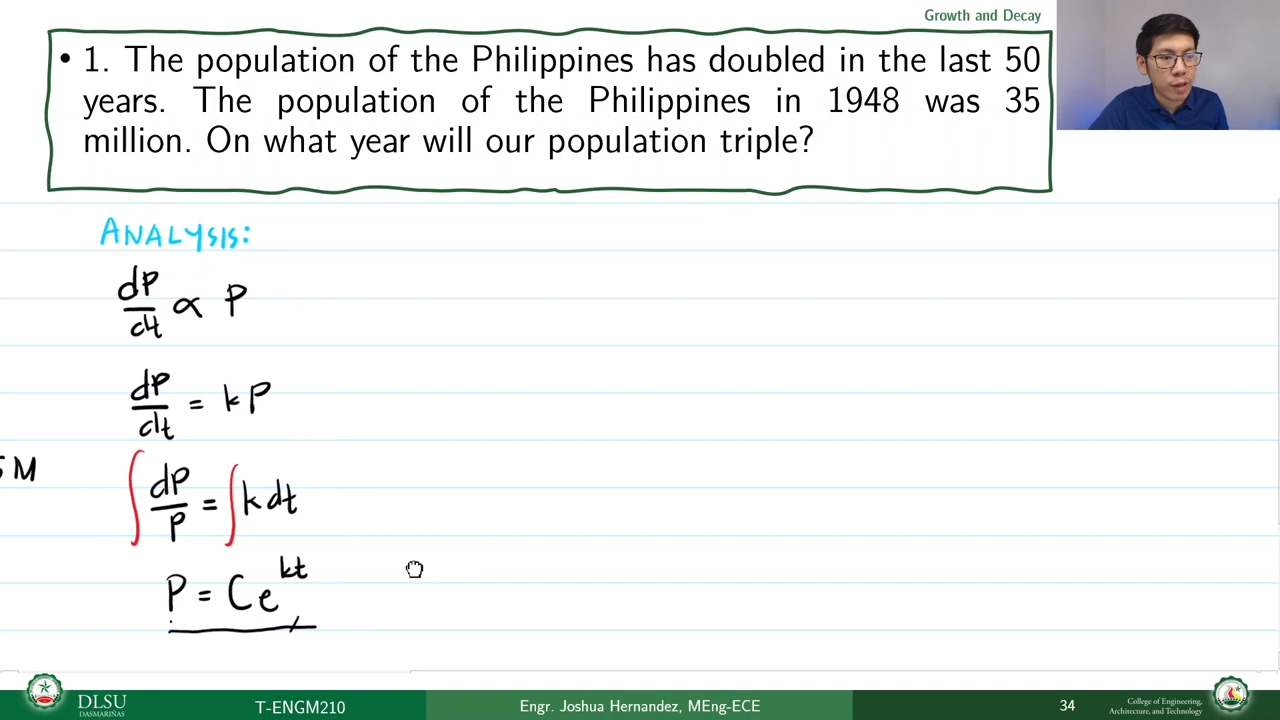 Growth and Decay
• 1. The population of the Philippines has doubled in the last 50
years. The population of the Philippines in 1948 was 35
million. On what year will our population triple?
ANALYSIS:
dP/dt ∝ P
dP/dt = kP
M
∫ dP/P = ∫ k dt
P = Ce^kt
DLSU
DASMARIÑAS
T-ENGM210
Engr. Joshua Hernandez, MEng-ECE
34
College of Engineering,
Architecture, and Technology